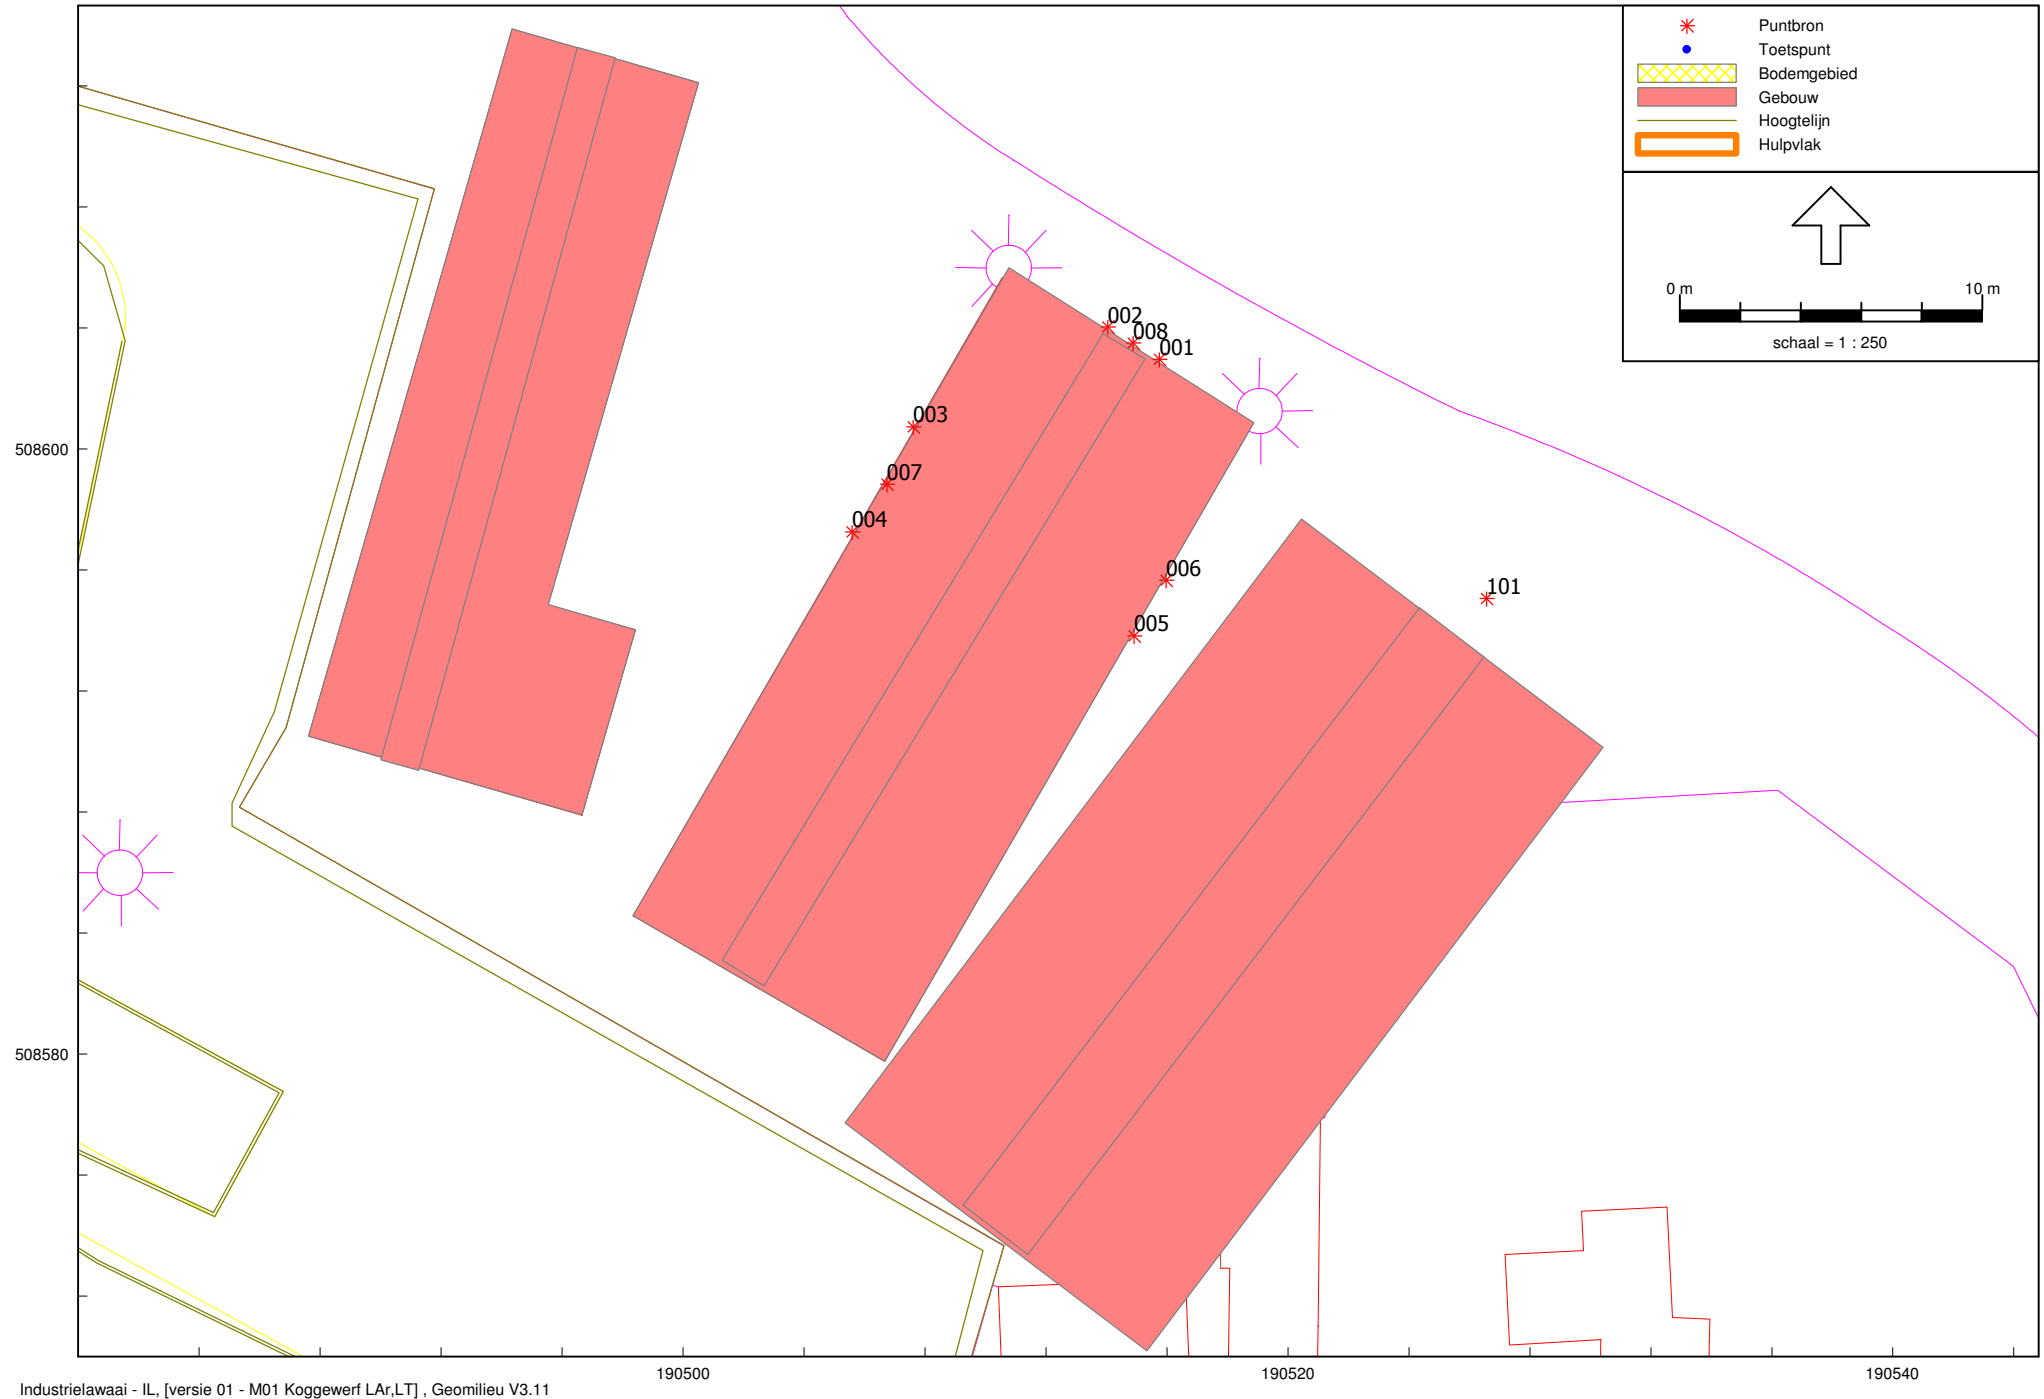 Puntbron
Toetspunt
Bodemgebied
Gebouw
Hoogtelijn
Hulpvlak
0 m 10 m
schaal = 1 : 250
002
008
001
003
007
004
006
005
101
508600
508580
190500 190520 190540
Industrielawaai - IL, [versie 01 - M01 Koggewerf LAr,LT] , Geomilieu V3.11